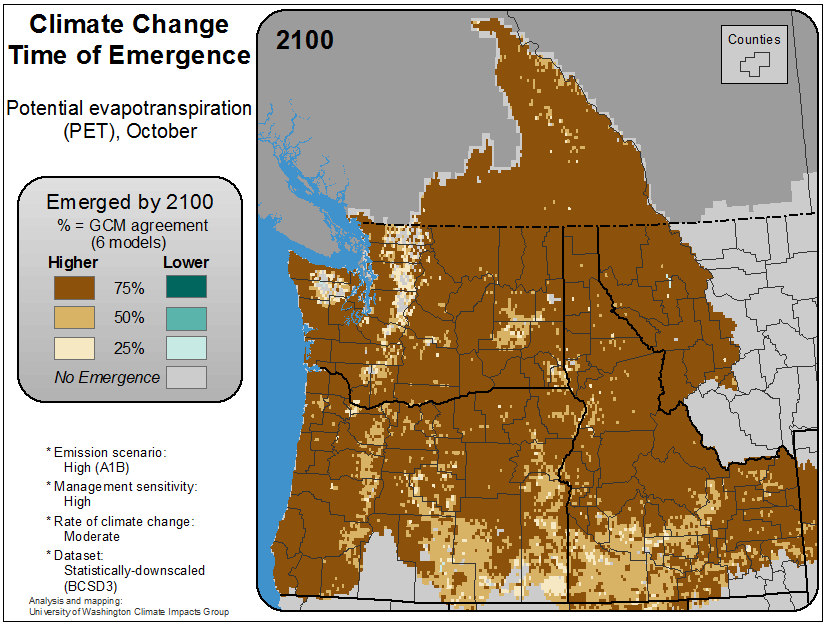 Climate Change
Time of Emergence
Potential evapotranspiration
(PET), October
Emerged by 2100
% = GCM agreement
(6 models)
Higher Lower
75%
50%
25%
No Emergence
* Emission scenario:
High (A1B)
* Management sensitivity:
High
* Rate of climate change:
Moderate
* Dataset:
Statistically-downscaled
(BCSD3)
Analysis and mapping:
University of Washington Climate Impacts Group
2100
Counties